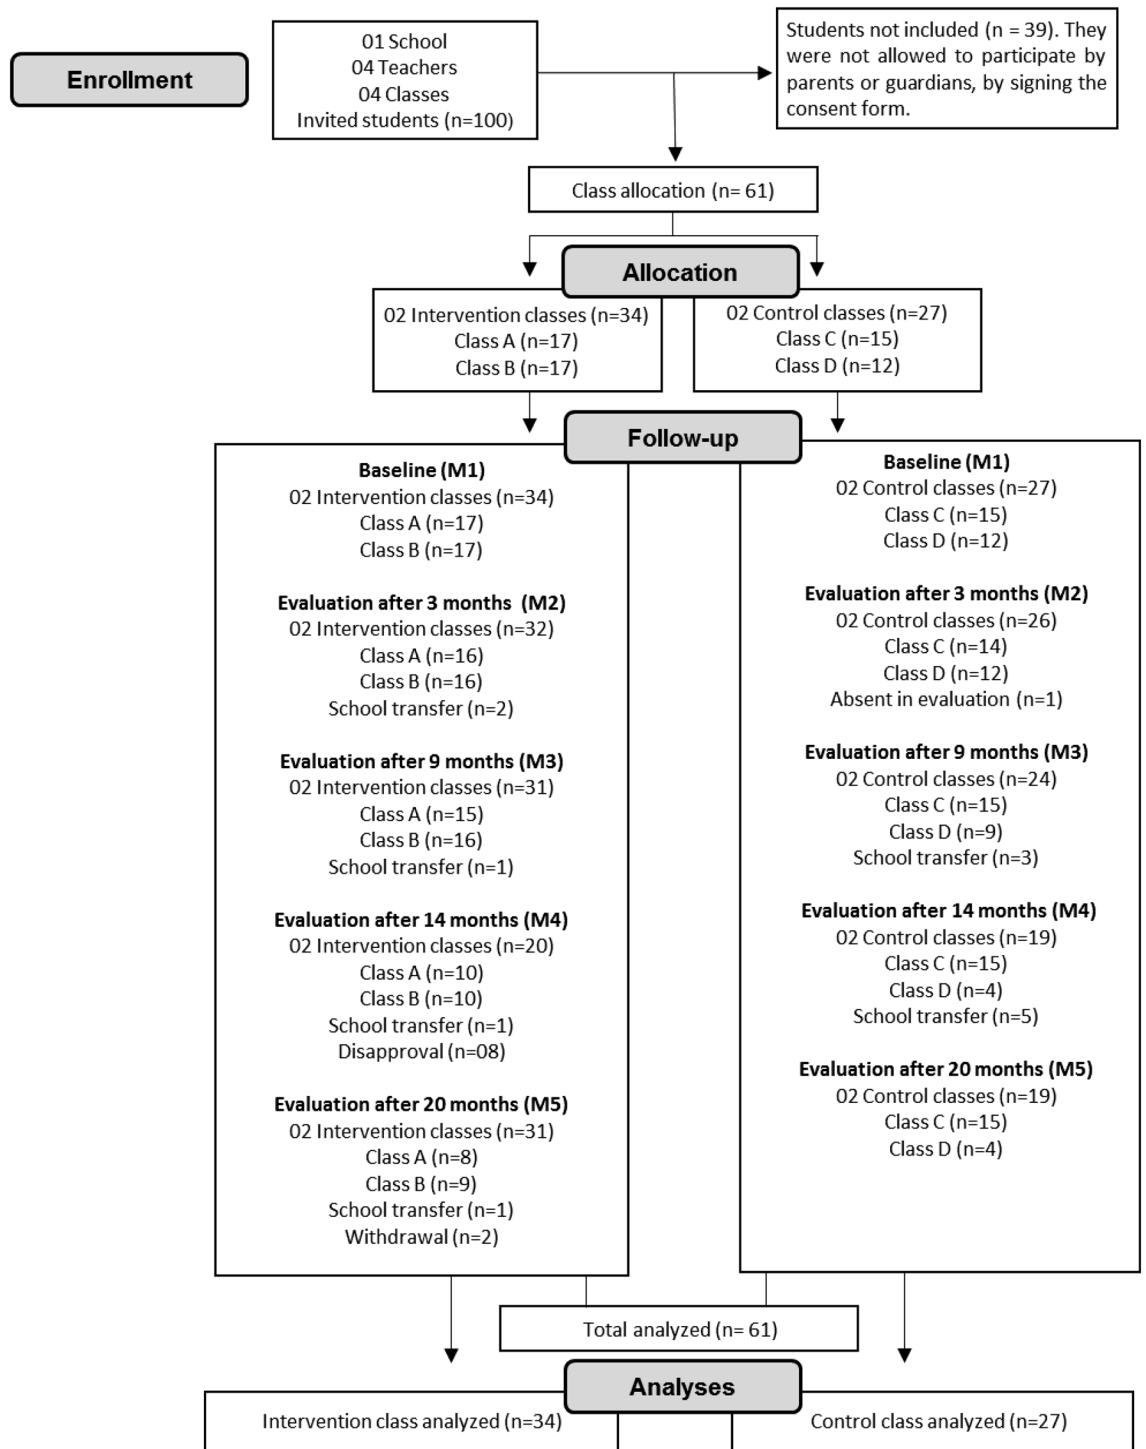 Enrollment
01 School
04 Teachers
04 Classes
Invited students (n=100)
Students not included (n = 39). They
were not allowed to participate by
parents or guardians, by signing the
consent form.
Class allocation (n= 61)
Allocation
02 Intervention classes (n=34)
Class A (n=17)
Class B (n=17)
02 Control classes (n=27)
Class C (n=15)
Class D (n=12)
Follow-up
Baseline (M1)
02 Intervention classes (n=34)
Class A (n=17)
Class B (n=17)
Evaluation after 3 months (M2)
02 Intervention classes (n=32)
Class A (n=16)
Class B (n=16)
School transfer (n=2)
Evaluation after 9 months (M3)
02 Intervention classes (n=31)
Class A (n=15)
Class B (n=16)
School transfer (n=1)
Evaluation after 14 months (M4)
02 Intervention classes (n=20)
Class A (n=10)
Class B (n=10)
School transfer (n=1)
Disapproval (n=08)
Evaluation after 20 months (M5)
02 Intervention classes (n=31)
Class A (n=8)
Class B (n=9)
School transfer (n=1)
Withdrawal (n=2)
Baseline (M1)
02 Control classes (n=27)
Class C (n=15)
Class D (n=12)
Evaluation after 3 months (M2)
02 Control classes (n=26)
Class C (n=14)
Class D (n=12)
Absent in evaluation (n=1)
Evaluation after 9 months (M3)
02 Control classes (n=24)
Class C (n=15)
Class D (n=9)
School transfer (n=3)
Evaluation after 14 months (M4)
02 Control classes (n=19)
Class C (n=15)
Class D (n=4)
School transfer (n=5)
Evaluation after 20 months (M5)
02 Control classes (n=19)
Class C (n=15)
Class D (n=4)
Total analyzed (n= 61)
Analyses
Intervention class analyzed (n=34)
Control class analyzed (n=27)